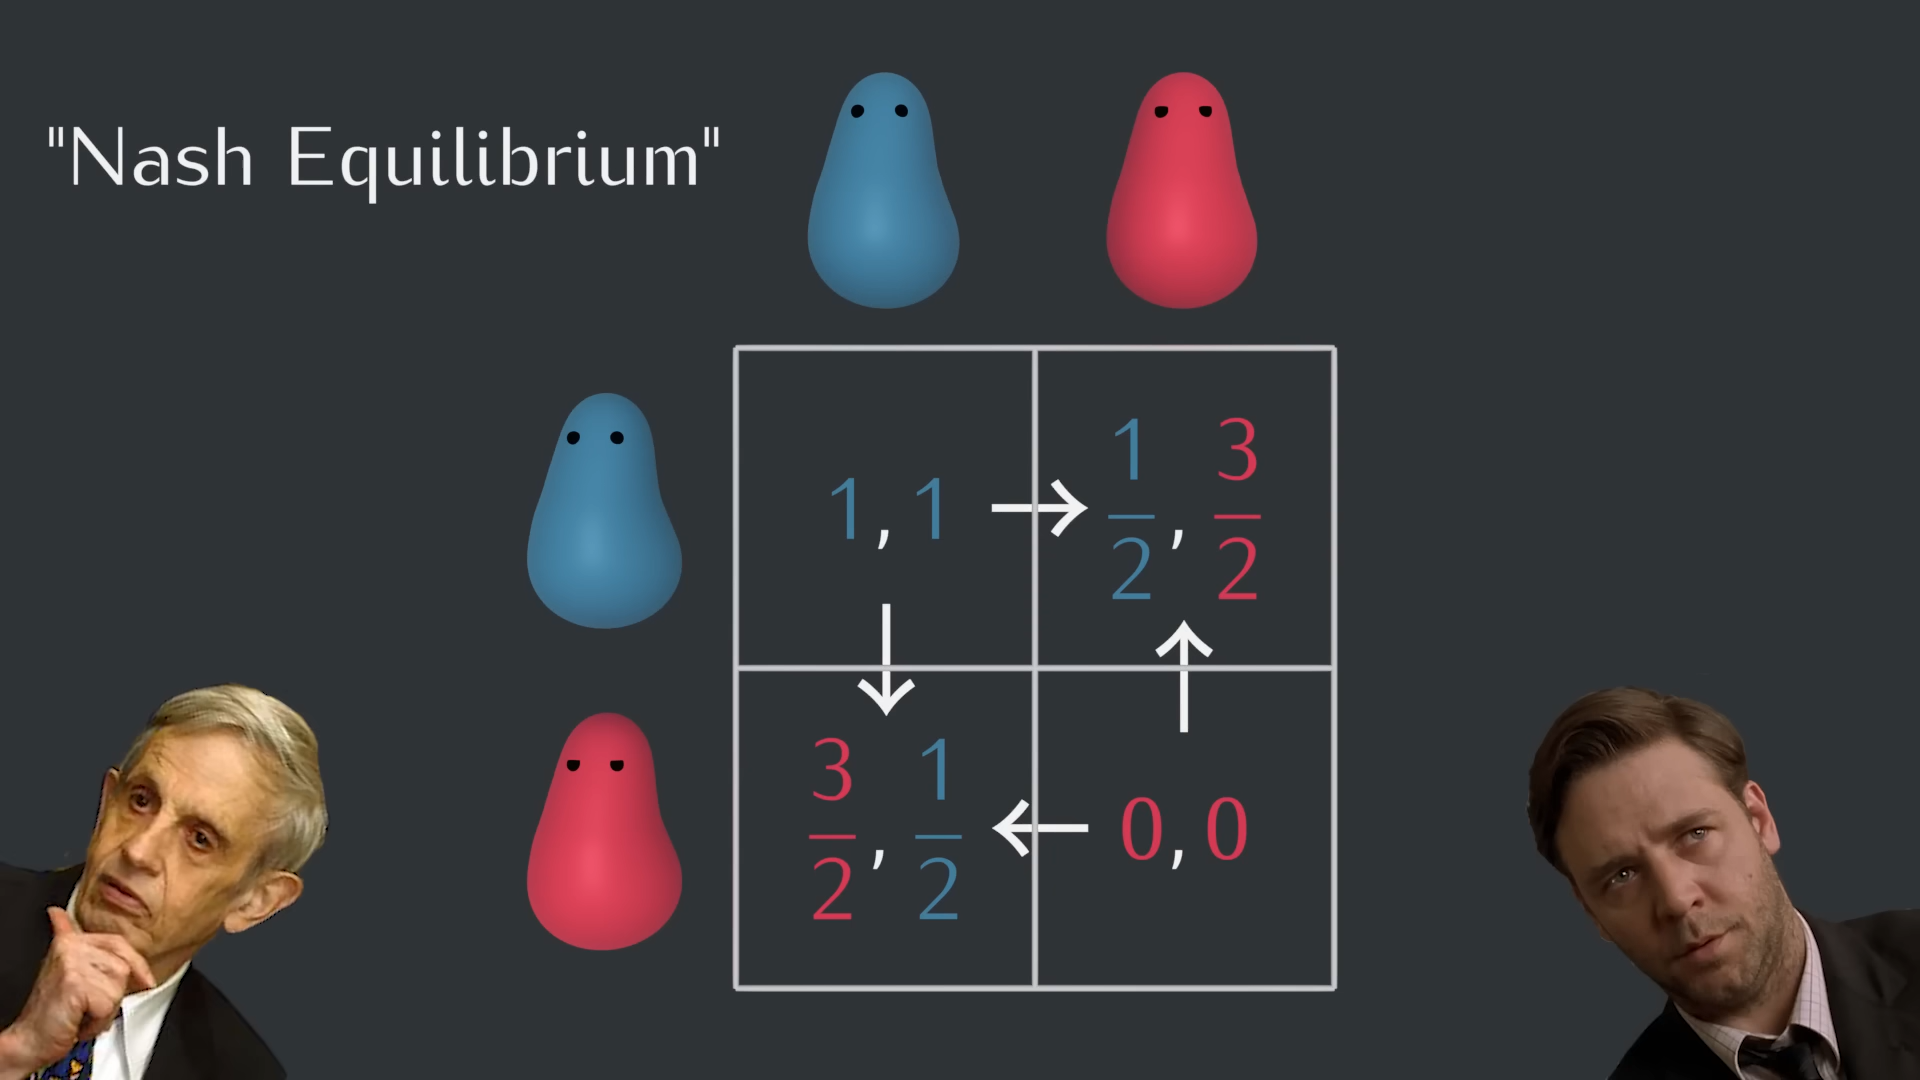 "Nash Equilibrium"
1, 1
1/2, 3/2
3/2, 1/2
0, 0